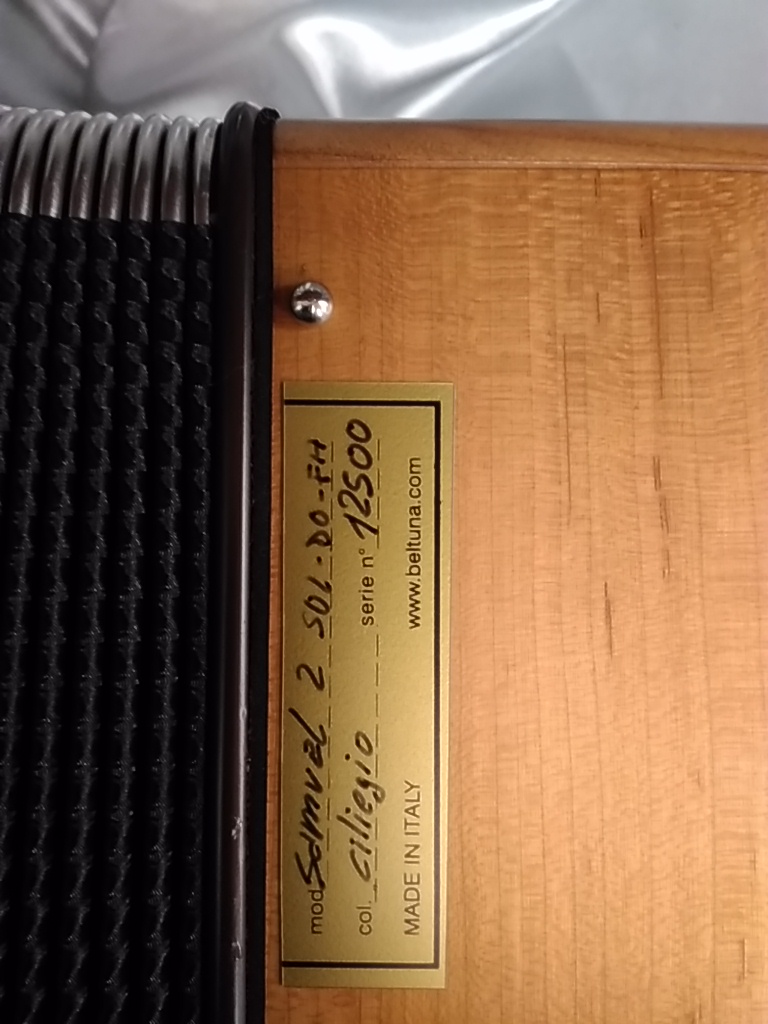 mod. Samuel 2 SOL-DO-FH
col. Ciliegio serie n° 12500
MADE IN ITALY www.beltuna.com